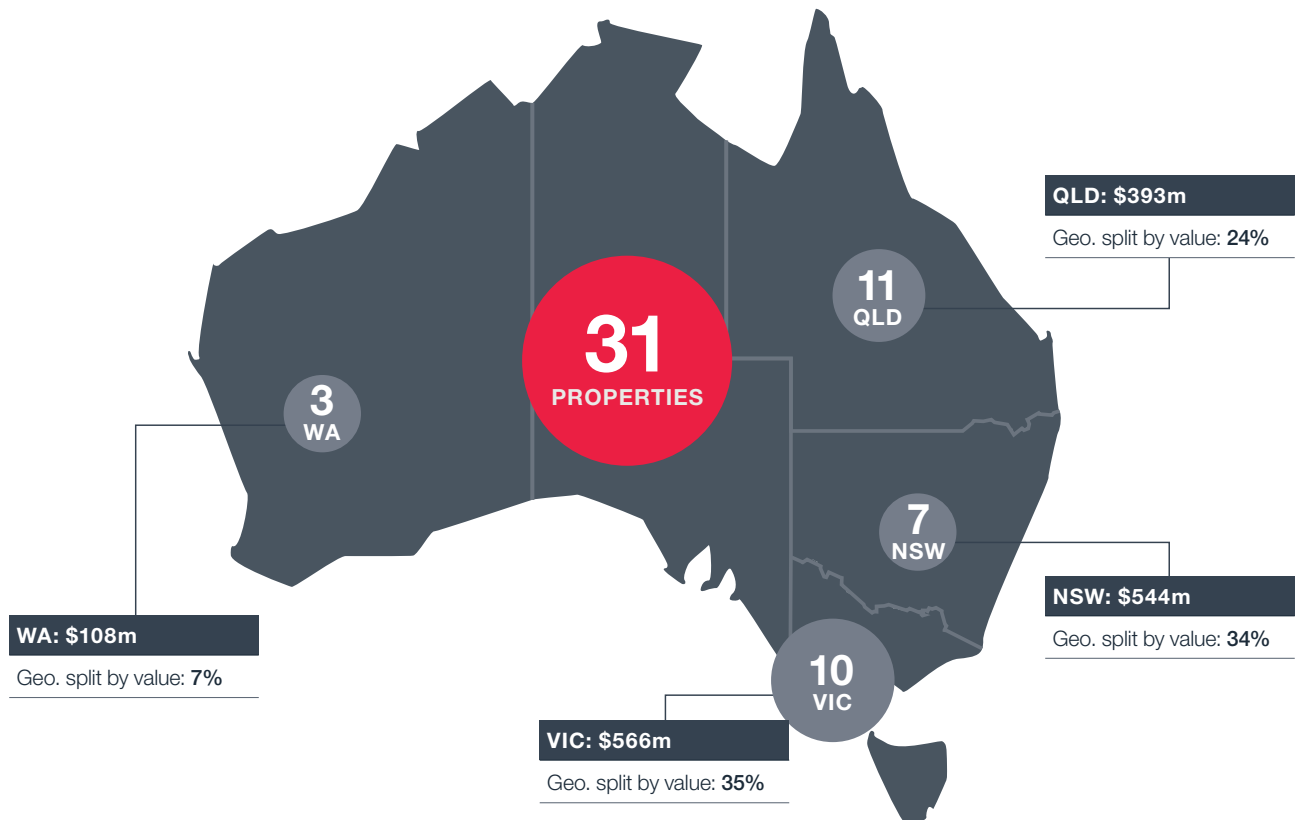 QLD: $393m
Geo. split by value: 24%
11
QLD
31
PROPERTIES
3
WA
7
NSW
NSW: $544m
Geo. split by value: 34%
WA: $108m
Geo. split by value: 7%
10
VIC
VIC: $566m
Geo. split by value: 35%